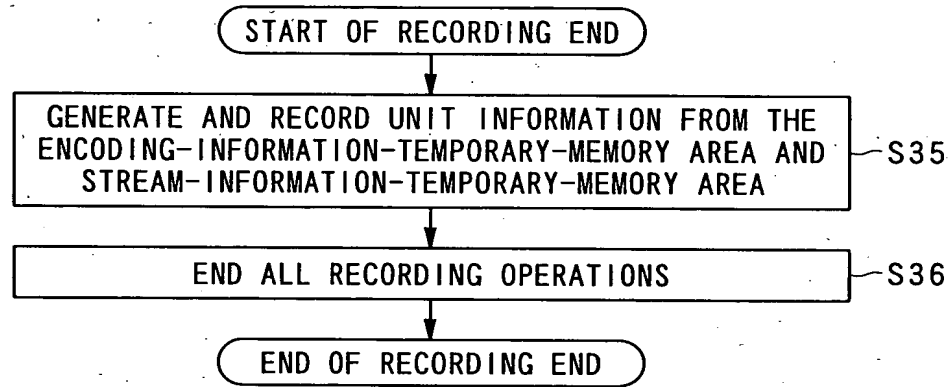 START OF RECORDING END
GENERATE AND RECORD UNIT INFORMATION FROM THE
ENCODING-INFORMATION-TEMPORARY-MEMORY AREA AND
STREAM-INFORMATION-TEMPORARY-MEMORY AREA
S35
END ALL RECORDING OPERATIONS
S36
END OF RECORDING END